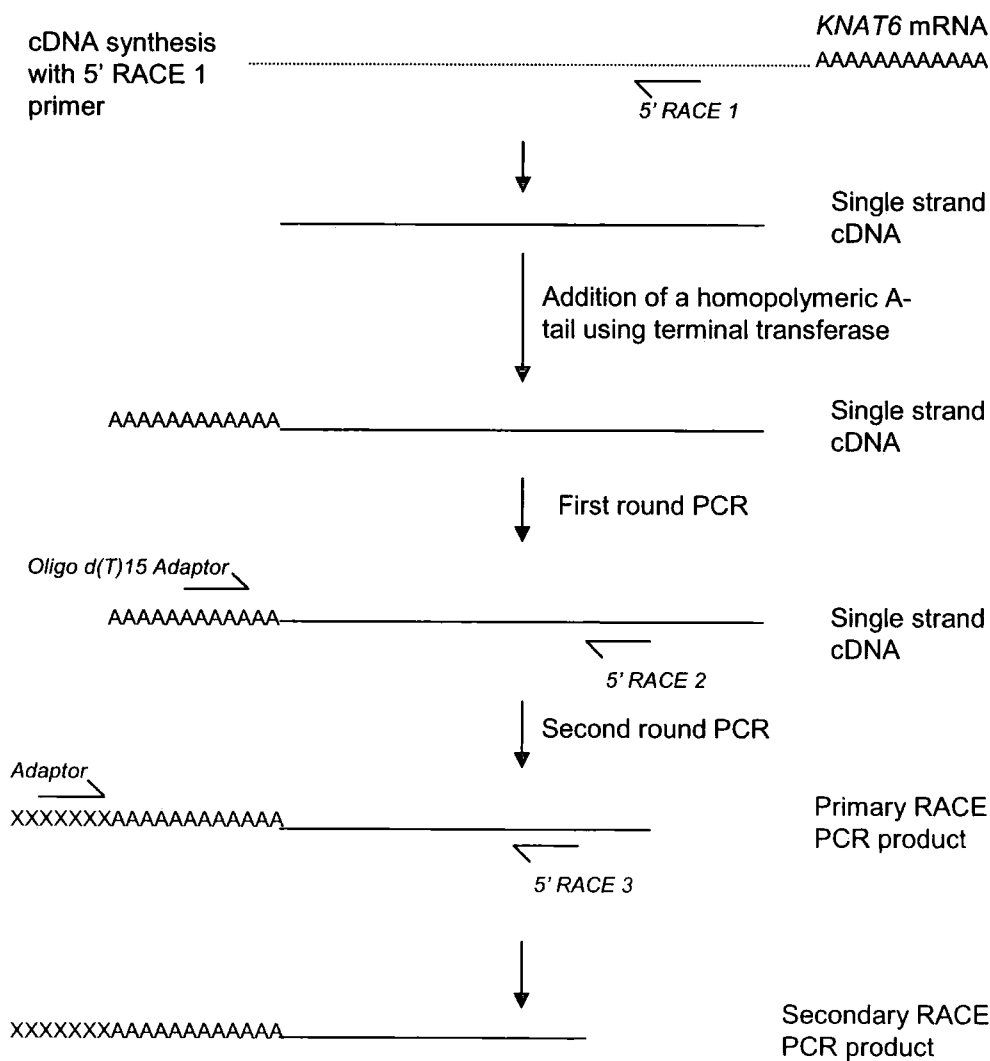 cDNA synthesis
with 5' RACE 1
primer
KNAT6 mRNA
AAAAAAAAAAAA
5' RACE 1
Single strand
cDNA
Addition of a homopolymeric A-
tail using terminal transferase
AAAAAAAAAAAA
Single strand
cDNA
First round PCR
Oligo d(T)15 Adaptor
AAAAAAAAAAAA
Single strand
cDNA
5' RACE 2
Second round PCR
Adaptor
XXXXXXXAAAAAAAAAAAA
Primary RACE
PCR product
5' RACE 3
XXXXXXXAAAAAAAAAAAA
Secondary RACE
PCR product